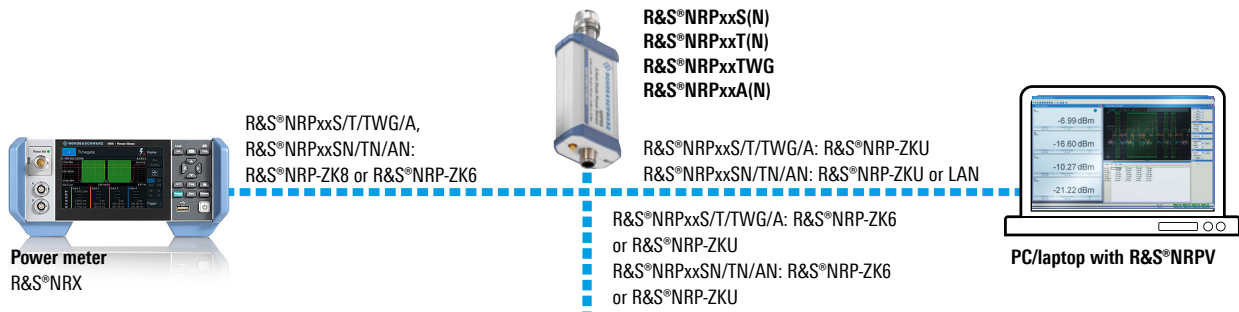 R&S®NRPxxS(N)
R&S®NRPxxT(N)
R&S®NRPxxTWG
R&S®NRPxxA(N)
R&S®NRPxxS/T/TWG/A,
R&S®NRPxxSN/TN/AN:
R&S®NRP-ZK8 or R&S®NRP-ZK6
R&S®NRPxxS/T/TWG/A: R&S®NRP-ZKU
R&S®NRPxxSN/TN/AN: R&S®NRP-ZKU or LAN
R&S®NRPxxS/T/TWG/A: R&S®NRP-ZK6
or R&S®NRP-ZKU
R&S®NRPxxSN/TN/AN: R&S®NRP-ZK6
or R&S®NRP-ZKU
Power meter
R&S®NRX
ROHDE&SCHWARZ
Timegate
-6.99 dBm
-16.60 dBm
-10.27 dBm
-21.22 dBm
PC/laptop with R&S®NRPV